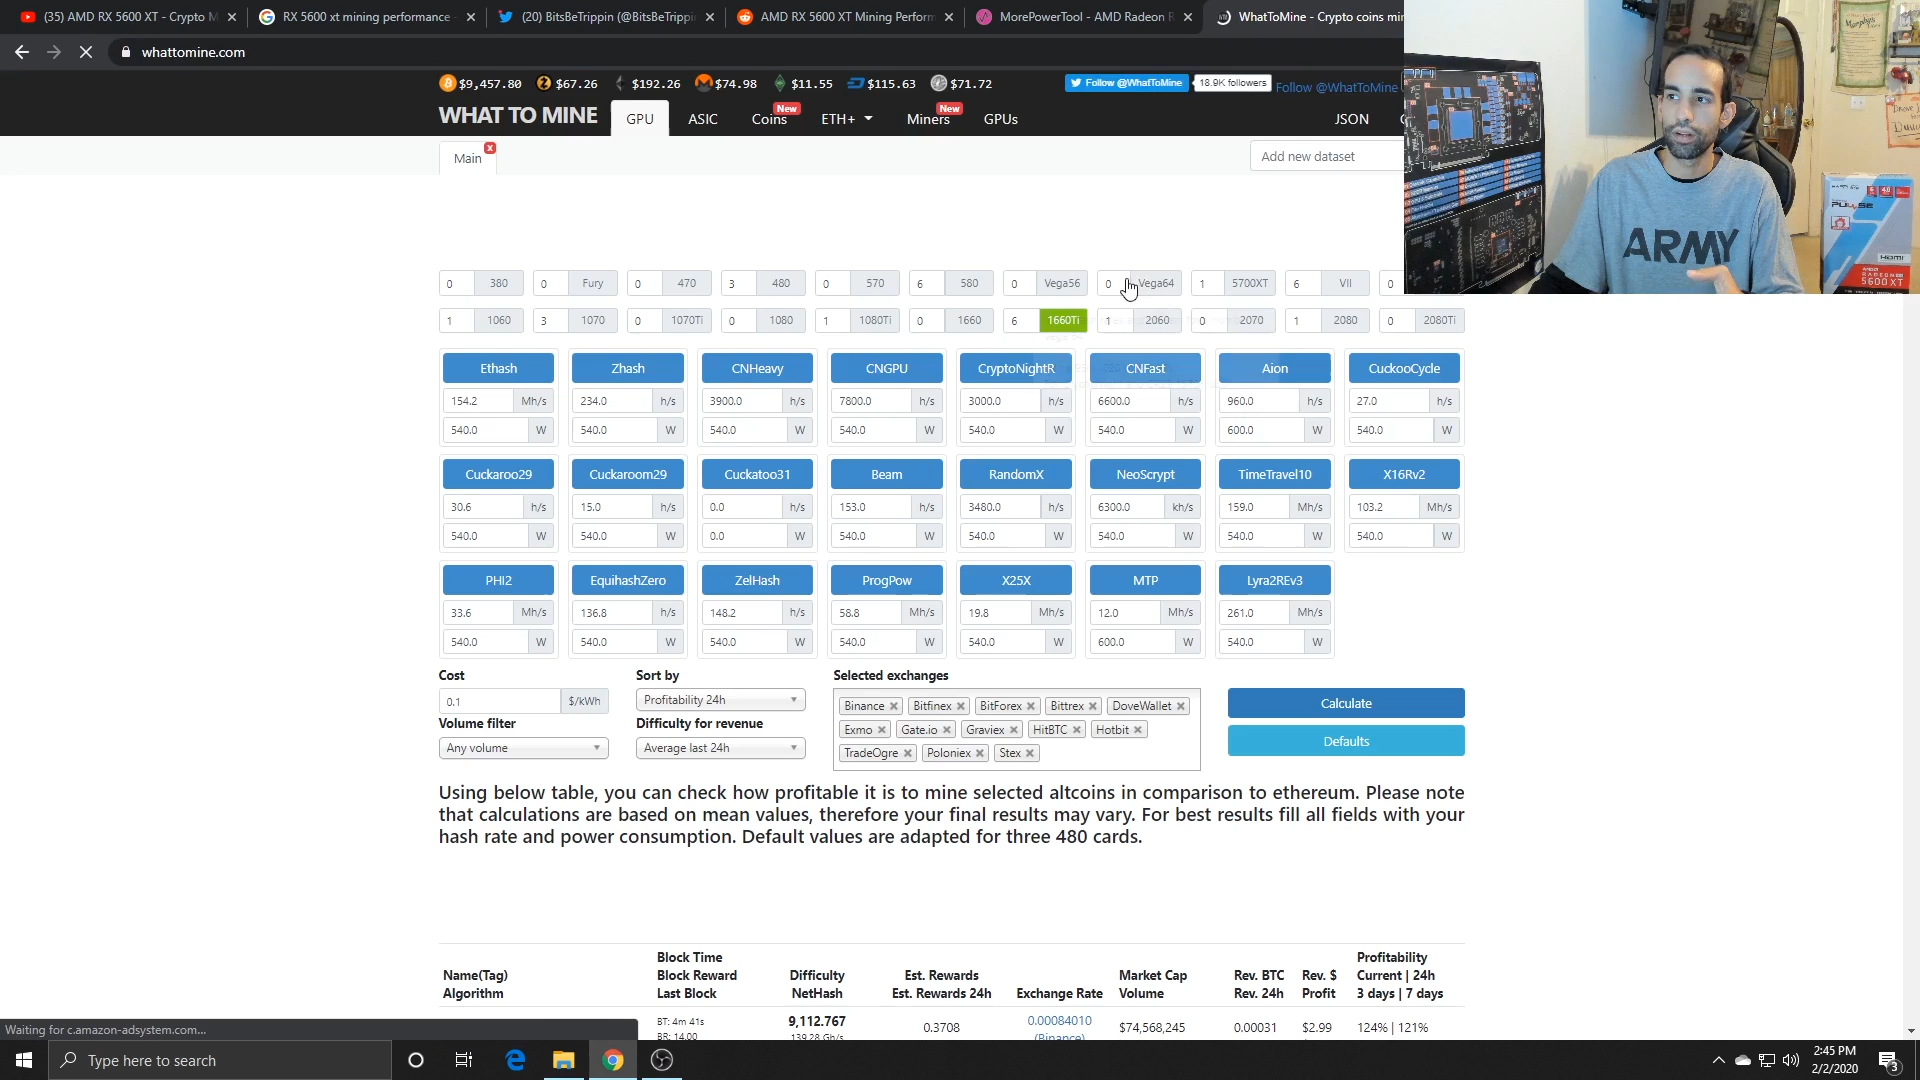 (35) AMD RX 5600 XT - Crypto M
RX 5600 xt mining performance
(20) BitsBeTrippin (@BitsBeTrippi
AMD RX 5600 XT Mining Perform
MorePowerTool - AMD Radeon R
WhatToMine - Crypto coins min
whattomine.com
$9,457.80 $67.26 $192.26 $74.98 $11.55 $115.63 $71.72
Follow @WhatToMine 18.9K followers Follow @WhatToMine
WHAT TO MINE GPU ASIC Coins New ETH+ Miners New GPUs JSON
Main x Add new dataset
0 380 0 Fury 0 470 3 480 0 570 6 580 0 Vega56 0 Vega64 1 5700XT 6 VII 0
1 1060 3 1070 0 1070Ti 0 1080 1 1080Ti 0 1660 6 1660Ti 1 2060 0 2070 1 2080 0 2080Ti
Ethash Zhash CNHeavy CNGPU CryptoNightR CNFast Aion CuckooCycle
154.2 Mh/s 234.0 h/s 3900.0 h/s 7800.0 h/s 3000.0 h/s 6600.0 h/s 960.0 h/s 27.0 h/s
540.0 W 540.0 W 540.0 W 540.0 W 540.0 W 540.0 W 600.0 W 540.0 W
Cuckaroo29 Cuckaroom29 Cuckatoo31 Beam RandomX NeoScrypt TimeTravel10 X16Rv2
30.6 h/s 15.0 h/s 0.0 h/s 153.0 h/s 3480.0 h/s 6300.0 kh/s 159.0 Mh/s 103.2 Mh/s
540.0 W 540.0 W 0.0 W 540.0 W 540.0 W 540.0 W 540.0 W 540.0 W
PHI2 EquihashZero ZelHash ProgPow X25X MTP Lyra2REv3
33.6 Mh/s 136.8 h/s 148.2 h/s 58.8 Mh/s 19.8 Mh/s 12.0 Mh/s 261.0 Mh/s
540.0 W 540.0 W 540.0 W 540.0 W 540.0 W 600.0 W 540.0 W
Cost Sort by Selected exchanges
0.1 $/kWh Profitability 24h
Volume filter Difficulty for revenue
Any volume Average last 24h
Binance Bitfinex BitForex Bittrex DoveWallet
Exmo Gate.io Graviex HitBTC Hotbit
TradeOgre Poloniex Stex
Calculate
Defaults
Using below table, you can check how profitable it is to mine selected altcoins in comparison to ethereum. Please note
that calculations are based on mean values, therefore your final results may vary. For best results fill all fields with your
hash rate and power consumption. Default values are adapted for three 480 cards.
Name(Tag)
Algorithm
Block Time
Block Reward
Last Block
Difficulty
NetHash
Est. Rewards
Est. Rewards 24h
Exchange Rate
Market Cap
Volume
Rev. BTC
Rev. 24h
Rev. $
Profit
Profitability
Current | 24h
3 days | 7 days
BT: 4m 41s
BR: 14.00
9,112.767
139.28 Gh/s
0.3708
0.00084010
(Binance)
$74,568,245
0.00031
$2.99
124% | 121%
Waiting for c.amazon-adsystem.com...
Type here to search
2:45 PM
2/2/2020
3
ARMY
PULSE
HDMI
RADEON
5600 XT